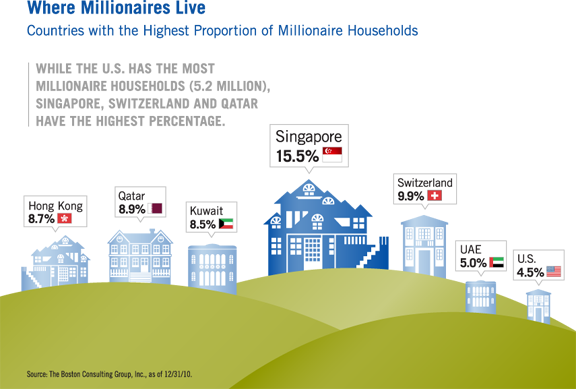 Where Millionaires Live
Countries with the Highest Proportion of Millionaire Households
WHILE THE U.S. HAS THE MOST
MILLIONAIRE HOUSEHOLDS (5.2 MILLION),
SINGAPORE, SWITZERLAND AND QATAR
HAVE THE HIGHEST PERCENTAGE.
Singapore
15.5%
Switzerland
9.9%
Qatar
8.9%
Hong Kong
8.7%
Kuwait
8.5%
UAE
5.0%
U.S.
4.5%
Source: The Boston Consulting Group, Inc., as of 12/31/10.